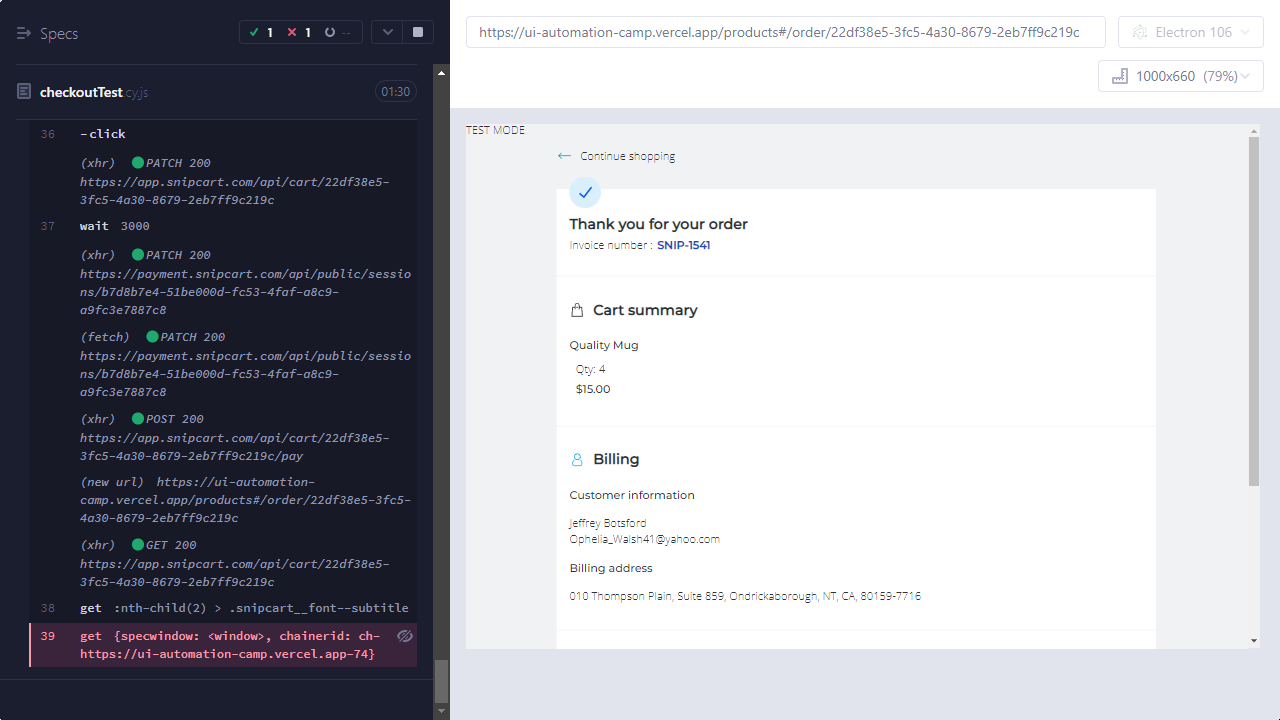 Specs
1
1
--
checkoutTest.cy.js
01:30
36 -click
(xhr) PATCH 200
https://app.snipcart.com/api/cart/22df38e5-
3fc5-4a30-8679-2eb7ff9c219c
37 wait 3000
(xhr) PATCH 200
https://payment.snipcart.com/api/public/sessio
ns/b7d8b7e4-51be000d-fc53-4faf-a8c9-
a9fc3e7887c8
(fetch) PATCH 200
https://payment.snipcart.com/api/public/sessio
ns/b7d8b7e4-51be000d-fc53-4faf-a8c9-
a9fc3e7887c8
(xhr) POST 200
https://app.snipcart.com/api/cart/22df38e5-
3fc5-4a30-8679-2eb7ff9c219c/pay
(new url) https://ui-automation-
camp.vercel.app/products#/order/22df38e5-3fc5-
4a30-8679-2eb7ff9c219c
(xhr) GET 200
https://app.snipcart.com/api/cart/22df38e5-
3fc5-4a30-8679-2eb7ff9c219c
38 get :nth-child(2) > .snipcart__font--subtitle
39 get {specwindow: <window>, chainerid: ch-
https://ui-automation-camp.vercel.app-74}
https://ui-automation-camp.vercel.app/products#/order/22df38e5-3fc5-4a30-8679-2eb7ff9c219c
Electron 106
1000x660 (79%)
TEST MODE
Continue shopping
Thank you for your order
Invoice number : SNIP-1541
Cart summary
Quality Mug
Qty: 4
$15.00
Billing
Customer information
Jeffrey Botsford
Ophelia_Walsh41@yahoo.com
Billing address
010 Thompson Plain, Suite 859, Ondrickaborough, NT, CA, 80159-7716